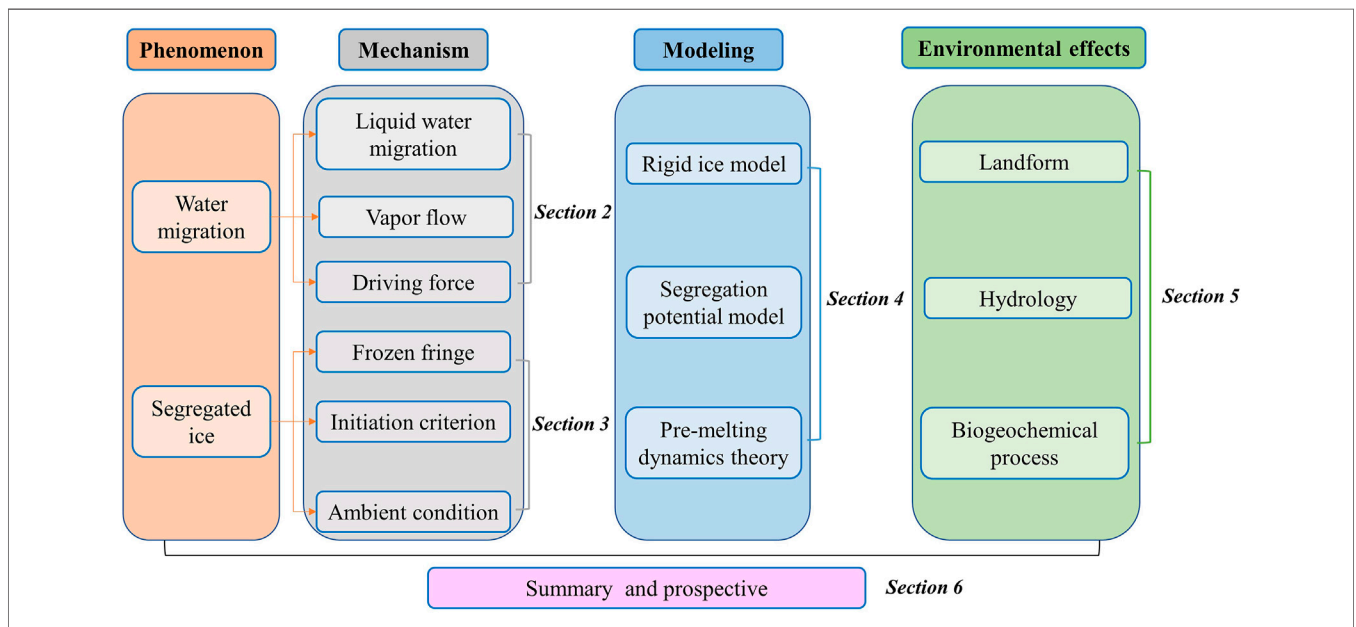 Phenomenon
Mechanism
Modeling
Environmental effects
Water
migration
Segregated
ice
Liquid water
migration
Vapor flow
Driving force
Frozen fringe
Initiation criterion
Ambient condition
Section 2
Section 3
Rigid ice model
Segregation
potential model
Pre-melting
dynamics theory
Section 4
Landform
Hydrology
Biogeochemical
process
Section 5
Summary and prospective
Section 6